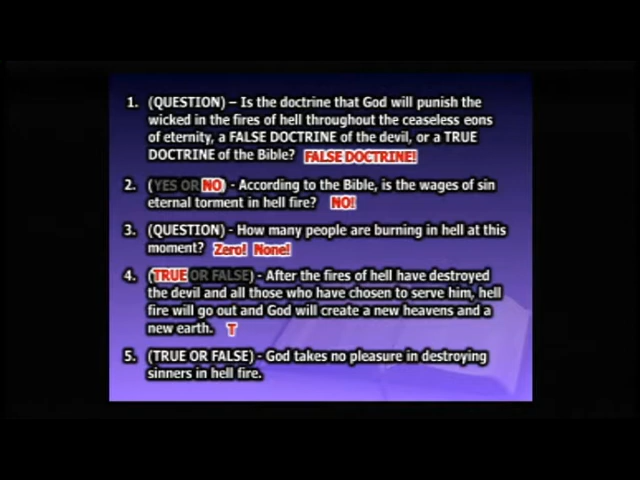 1. (QUESTION) – Is the doctrine that God will punish the
wicked in the fires of hell throughout the ceaseless eons
of eternity, a FALSE DOCTRINE of the devil, or a TRUE
DOCTRINE of the Bible? FALSE DOCTRINE!
2. (YES OR NO) - According to the Bible, is the wages of sin
eternal torment in hell fire? NO!
3. (QUESTION) - How many people are burning in hell at this
moment? Zero! None!
4. (TRUE OR FALSE) - After the fires of hell have destroyed
the devil and all those who have chosen to serve him, hell
fire will go out and God will create a new heavens and a
new earth. T
5. (TRUE OR FALSE) - God takes no pleasure in destroying
sinners in hell fire.